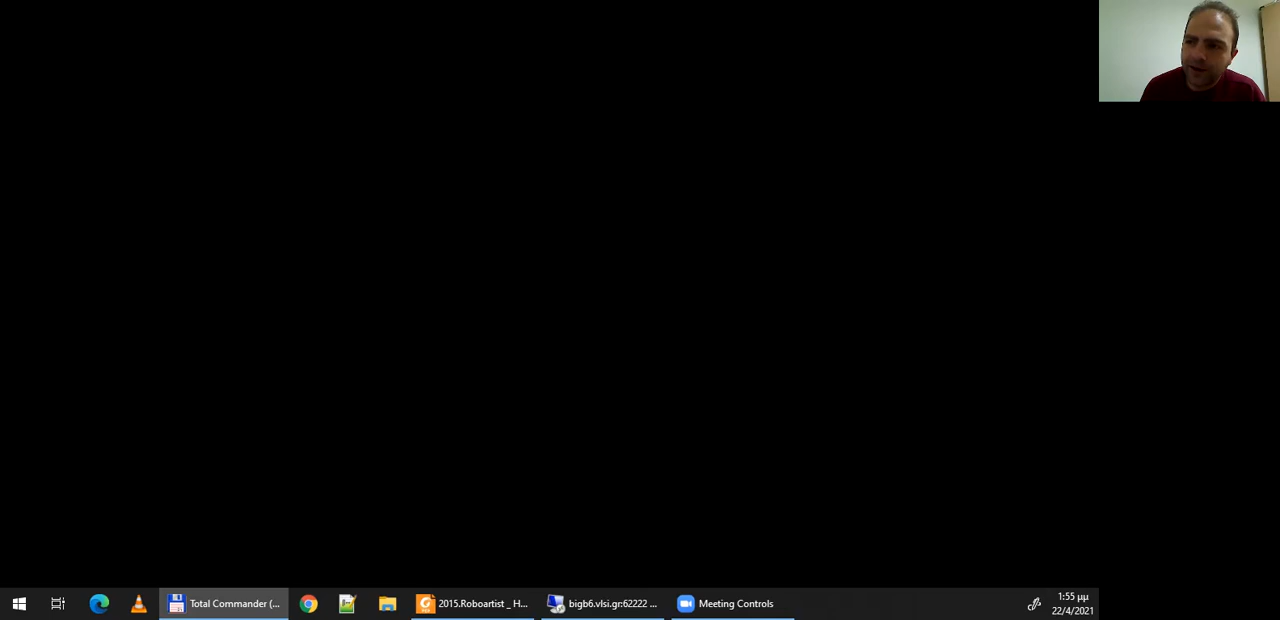 Total Commander (...
2015.Roboartist _ H...
bigb6.vlsi.gr:62222 ...
Meeting Controls
1:55 μμ
22/4/2021